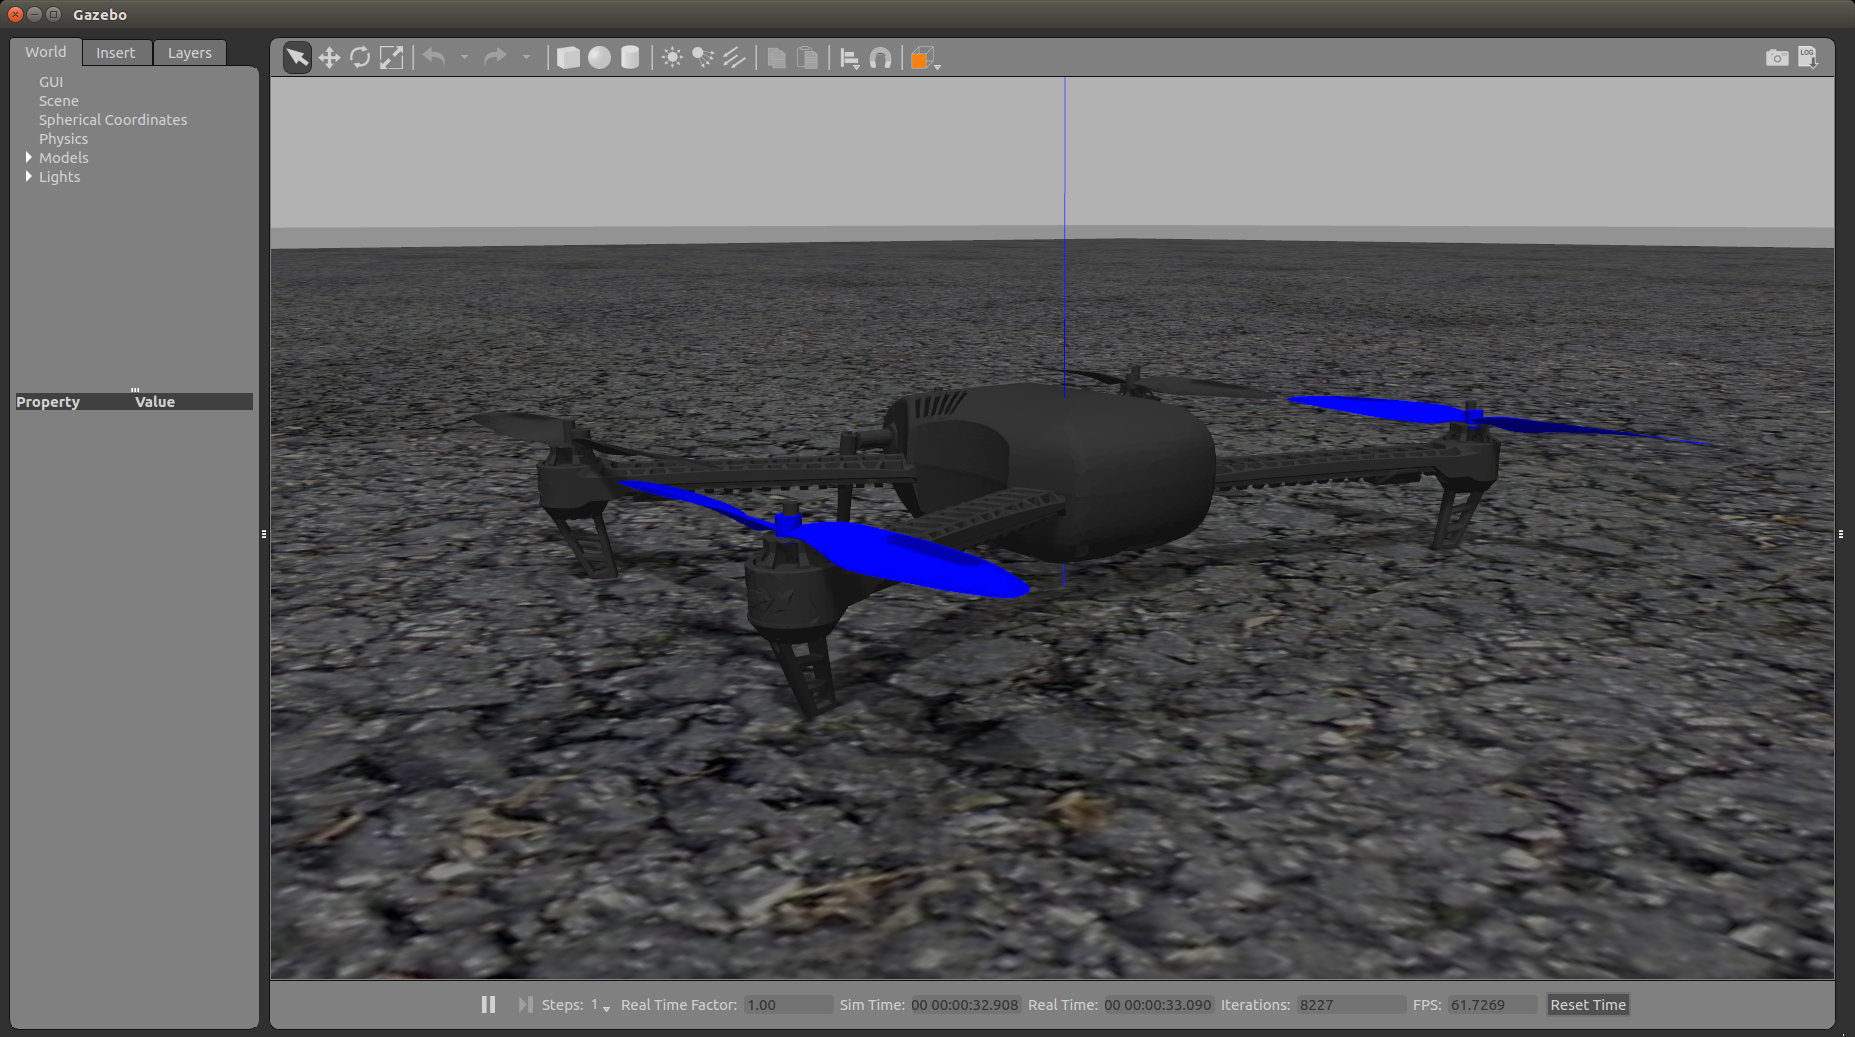 Gazebo
World Insert Layers
GUI
Scene
Spherical Coordinates
Physics
Models
Lights
Property Value
LOG
Steps: 1 Real Time Factor: 1.00 Sim Time: 00 00:00:32.908 Real Time: 00 00:00:33.090 Iterations: 8227 FPS: 61.7269 Reset Time